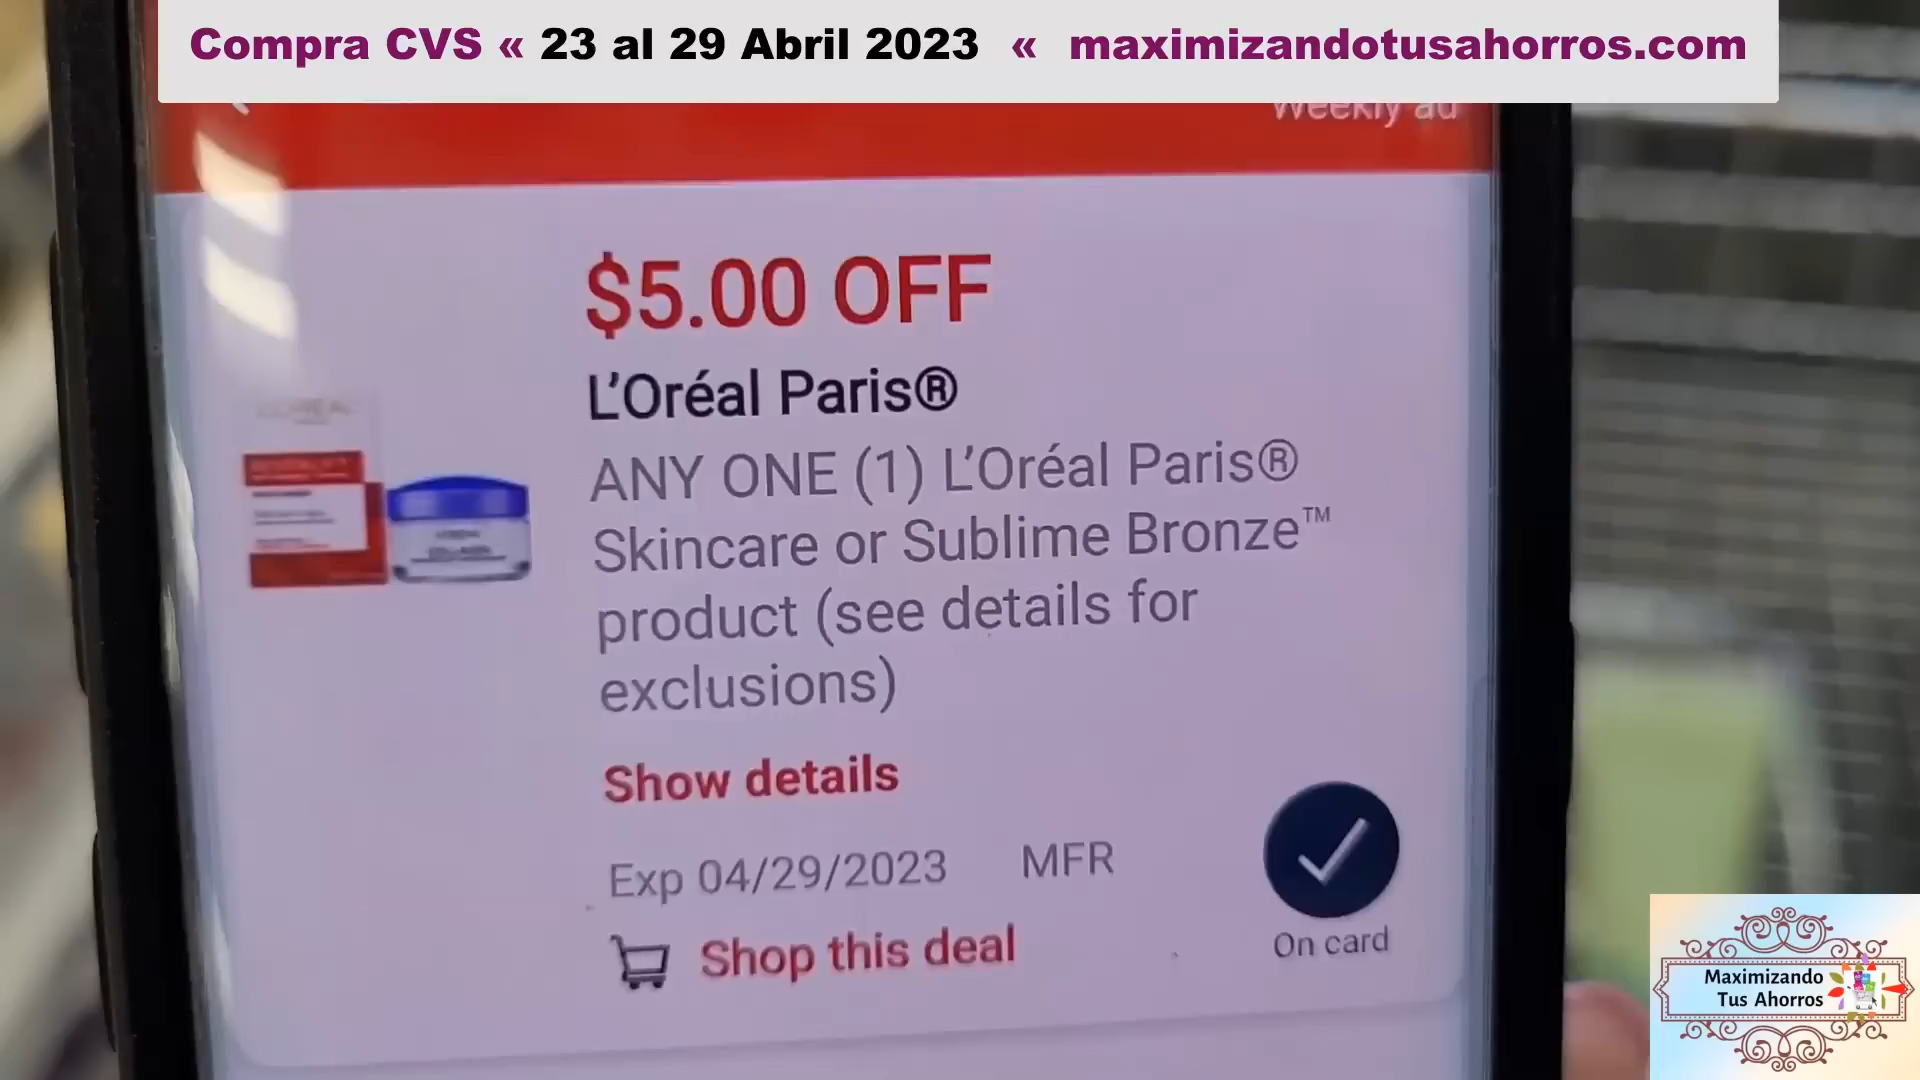 Compra CVS « 23 al 29 Abril 2023 « maximizandotusahorros.com
Weekly ad
$5.00 OFF
L'Oréal Paris®
ANY ONE (1) L'Oréal Paris®
Skincare or Sublime Bronze™
product (see details for
exclusions)
Show details
Exp 04/29/2023 MFR
Shop this deal
On card
Maximizando
Tus Ahorros